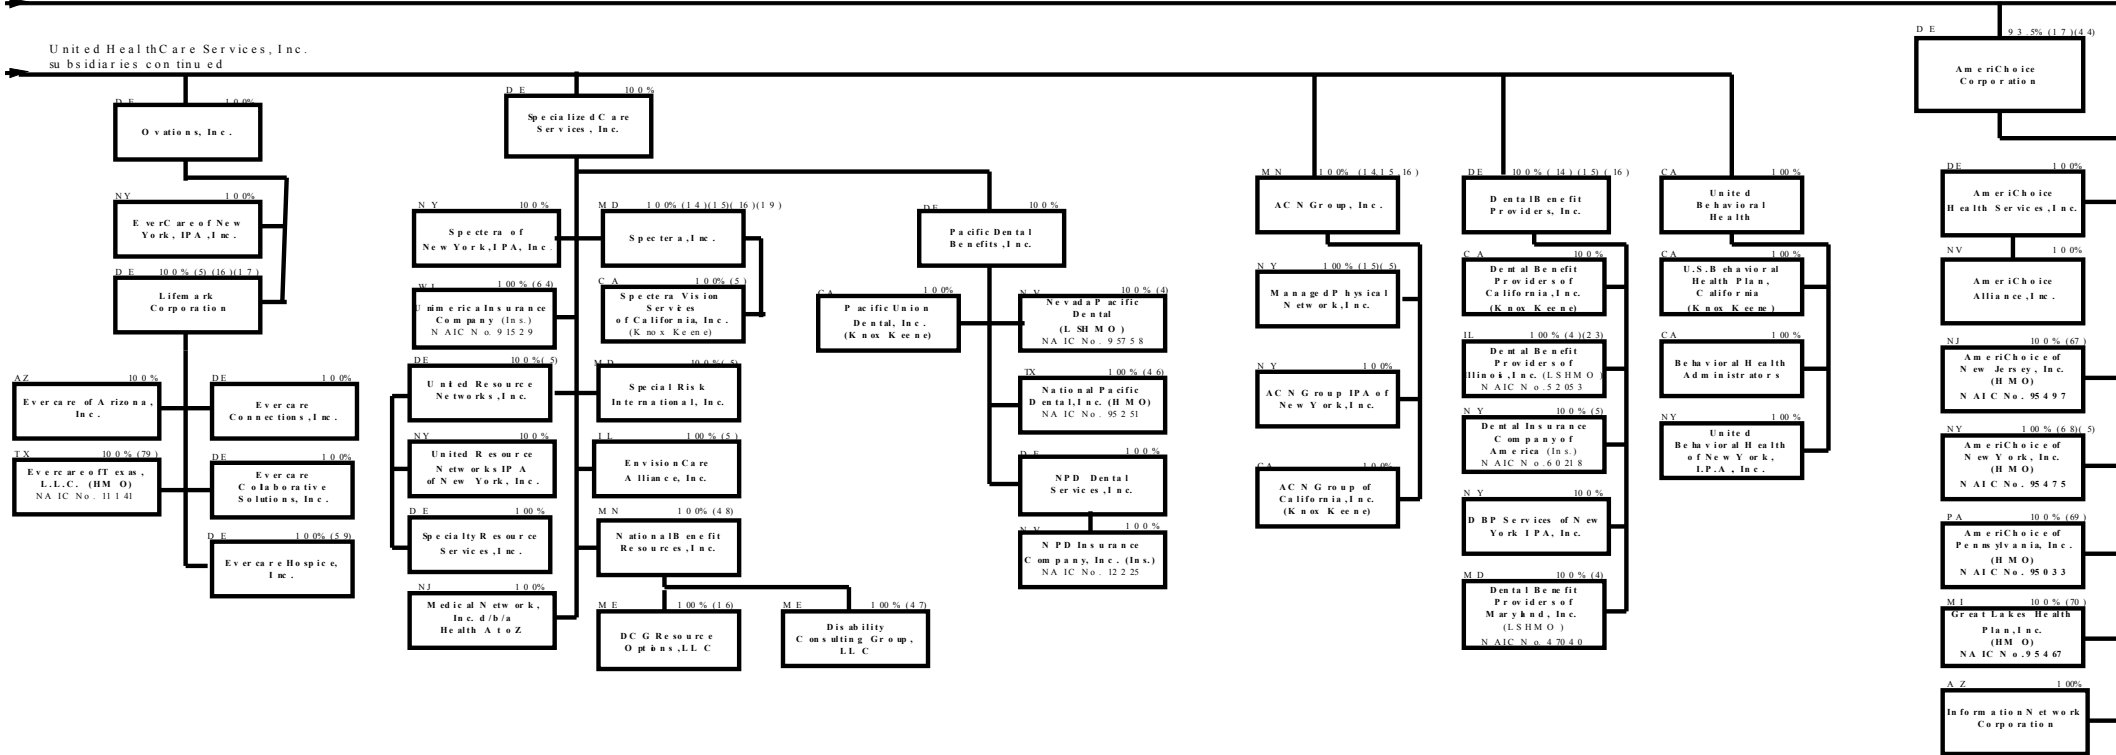 United HealthCare Services, Inc.
subsidiaries continued
DE 93.5% (17)(44)
AmeriChoice
Corporation
DE 100%
Ovations, Inc.
NY 100%
EverCare of New
York, IPA, Inc.
DE 100% (5) (16)(17)
Lifemark
Corporation
AZ 100%
Evercare of Arizona,
Inc.
DE 100%
Evercare
Connections, Inc.
TX 100% (79)
Evercare of Texas,
L.L.C. (HMO)
NAIC No. 11141
DE 100%
Evercare
Collaborative
Solutions, Inc.
DE 100% (59)
Evercare Hospice,
Inc.
DE 100%
Specialized Care
Services, Inc.
NY 100%
Spectera of
New York, IPA, Inc
MD 100% (14)(15)(16)(19)
Spectera, Inc.
WI 100% (64)
Unimerica Insurance
Company (Ins.)
NAIC No. 91529
CA 100% (5)
Spectera Vision
Services
of California, Inc.
(Knox Keene)
DE 100% (5)
United Resource
Networks, Inc.
MD 100% (5)
Special Risk
International, Inc.
NY 100%
United Resource
Networks IPA
of New York, Inc.
IL 100% (5)
Envision Care
Alliance, Inc.
DE 100%
Specialty Resource
Services, Inc.
MN 100% (48)
National Benefit
Resources, Inc.
NJ 100%
Medical Network,
Inc. d/b/a
Health A to Z
ME 100% (16)
DCG Resource
Options, LLC
ME 100% (47)
Disability
Consulting Group,
LLC
DE 100%
Pacific Dental
Benefits, Inc.
CA 100%
Pacific Union
Dental, Inc.
(Knox Keene)
NV 100% (4)
Nevada Pacific
Dental
(LSHMO)
NAIC No. 95758
TX 100% (46)
National Pacific
Dental, Inc. (HMO)
NAIC No. 95251
DE 100%
NPD Dental
Services, Inc.
NV 100%
NPD Insurance
Company, Inc. (Ins.)
NAIC No. 12225
MN 100% (14,15,16)
ACN Group, Inc.
NY 100% (15)(5)
Managed Physical
Network, Inc.
NY 100%
ACN Group IPA of
New York, Inc.
CA 100%
ACN Group of
California, Inc.
(Knox Keene)
DE 100% (14) (15) (16)
Dental Benefit
Providers, Inc.
CA 100%
Dental Benefit
Providers of
California, Inc.
(Knox Keene)
IL 100% (4)(23)
Dental Benefit
Providers of
Illinois, Inc. (LSHMO)
NAIC No. 52053
NY 100% (5)
Dental Insurance
Company of
America (Ins.)
NAIC No. 60218
NY 100%
DBP Services of New
York IPA, Inc.
MD 100% (4)
Dental Benefit
Providers of
Maryland, Inc.
(LSHMO)
NAIC No. 47040
CA 100%
United
Behavioral
Health
CA 100%
U.S. Behavioral
Health Plan,
California
(Knox Keene)
CA 100%
Behavioral Health
Administrators
NY 100%
United
Behavioral Health
of New York,
I.P.A., Inc.
DE 100%
AmeriChoice
Health Services, Inc.
NV 100%
AmeriChoice
Alliance, Inc.
NJ 100% (67)
AmeriChoice of
New Jersey, Inc.
(HMO)
NAIC No. 95497
NY 100% (68)(5)
AmeriChoice of
New York, Inc.
(HMO)
NAIC No. 95475
PA 100% (69)
AmeriChoice of
Pennsylvania, Inc.
(HMO)
NAIC No. 95033
MI 100% (70)
Great Lakes Health
Plan, Inc.
(HMO)
NAIC No. 95467
AZ 100%
Information Network
Corporation